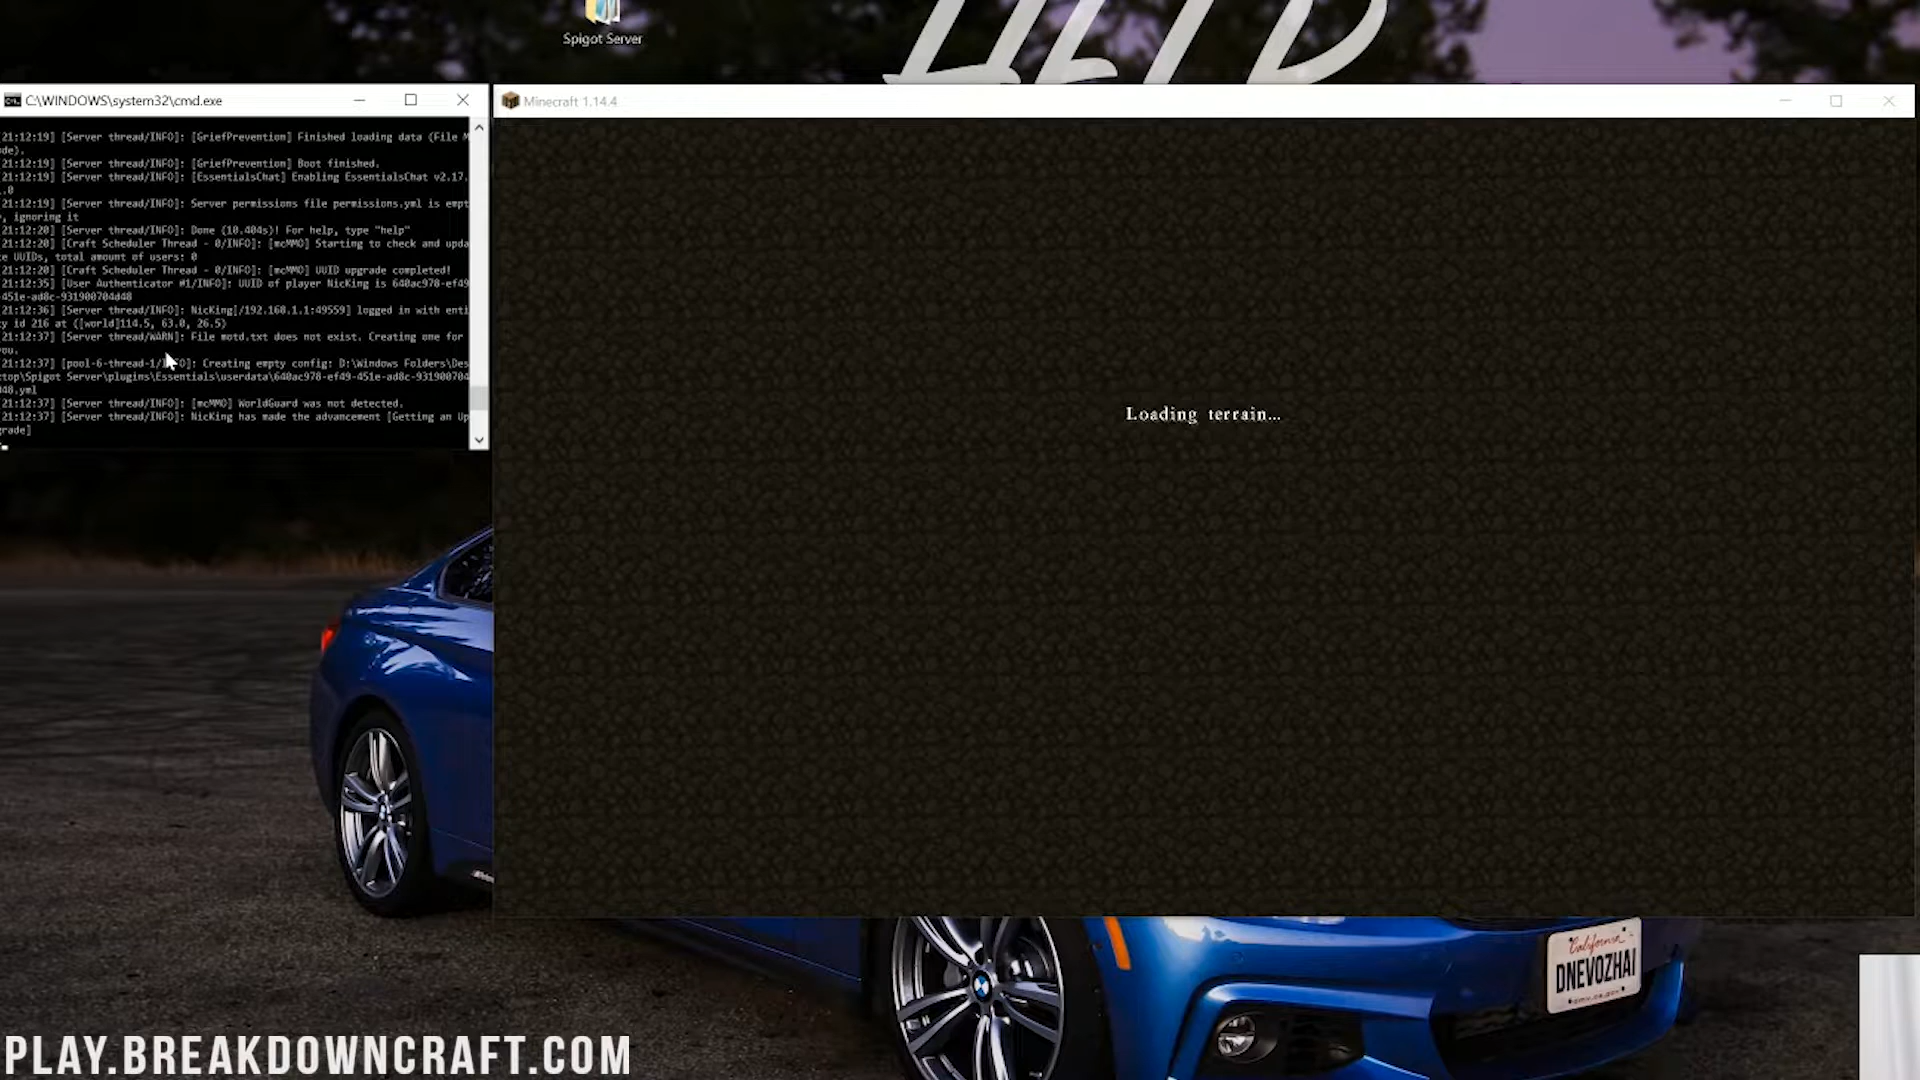 HELP
Spigot Server
C:\WINDOWS\system32\cmd.exe
[21:12:19] [Server thread/INFO]: [GriefPrevention] Finished loading data (File M
ode).
[21:12:19] [Server thread/INFO]: [GriefPrevention] Boot finished.
[21:12:19] [Server thread/INFO]: [EssentialsChat] Enabling EssentialsChat v2.17.
1.0
[21:12:19] [Server thread/INFO]: Server permissions file permissions.yml is empt
y, ignoring it
[21:12:20] [Server thread/INFO]: Done (10.404s)! For help, type "help"
[21:12:20] [Craft Scheduler Thread - 0/INFO]: [mcMMO] Starting to check and upda
te UUIDs, total amount of users: 0
[21:12:20] [Craft Scheduler Thread - 0/INFO]: [mcMMO] UUID upgrade completed!
[21:12:35] [User Authenticator #1/INFO]: UUID of player NicKing is 640ac978-ef49
-451e-ad8c-931900704d48
[21:12:36] [Server thread/INFO]: NicKing[/192.168.1.1:49559] logged in with enti
ty id 216 at ([world]114.5, 63.0, 26.5)
[21:12:37] [Server thread/WARN]: File motd.txt does not exist. Creating one for
you.
[21:12:37] [pool-6-thread-1/INFO]: Creating empty config: D:\Windows Folders\Des
ktop\Spigot Server\plugins\Essentials\userdata\640ac978-ef49-451e-ad8c-931900704
d48.yml
[21:12:37] [Server thread/INFO]: [mcMMO] WorldGuard was not detected.
[21:12:37] [Server thread/INFO]: NicKing has made the advancement [Getting an Up
grade]
Minecraft 1.14.4
Loading terrain...
California
DNEVOZHAI
PLAY.BREAKDOWNCRAFT.COM